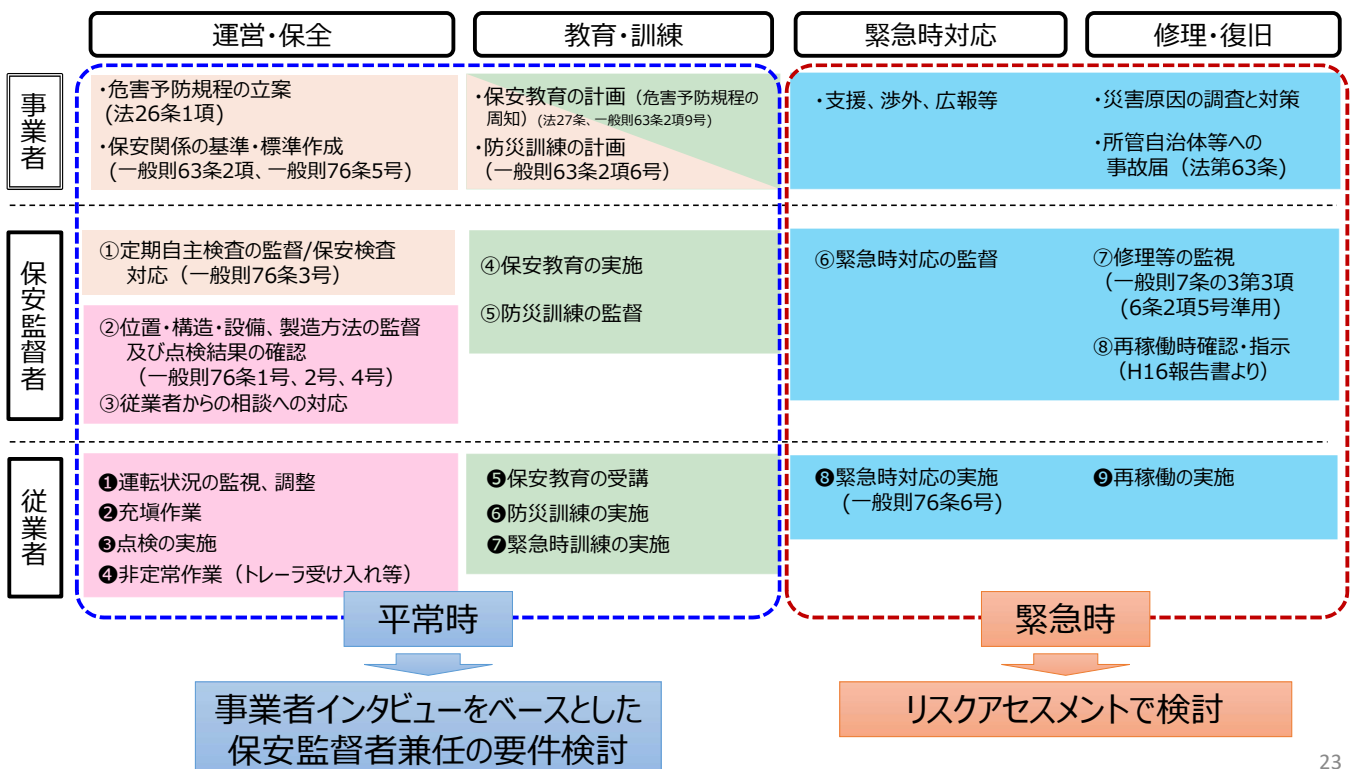 運営・保全
教育・訓練
緊急時対応
修理・復旧
事業者
・危害予防規程の立案
(法26条1項)
・保安関係の基準・標準作成
(一般則63条2項、一般則76条5号)
・保安教育の計画（危害予防規程の
周知）(法27条、一般則63条2項9号)
・防災訓練の計画
(一般則63条2項6号）
・支援、渉外、広報等
・災害原因の調査と対策
・所管自治体等への
事故届（法第63条）
保安監督者
①定期自主検査の監督/保安検査
対応（一般則76条3号）
②位置・構造・設備、製造方法の監督
及び点検結果の確認
（一般則76条1号、2号、4号）
③従業者からの相談への対応
④保安教育の実施
⑤防災訓練の監督
⑥緊急時対応の監督
⑦修理等の監視
(一般則7条の3第3項
(6条2項5号準用)
⑧再稼働時確認・指示
(H16報告書より)
従業者
❶運転状況の監視、調整
❷充塡作業
❸点検の実施
❹非定常作業（トレーラ受け入れ等）
❺保安教育の受講
❻防災訓練の実施
❼緊急時訓練の実施
❽緊急時対応の実施
(一般則76条6号)
❾再稼働の実施
平常時
緊急時
事業者インタビューをベースとした
保安監督者兼任の要件検討
リスクアセスメントで検討
23